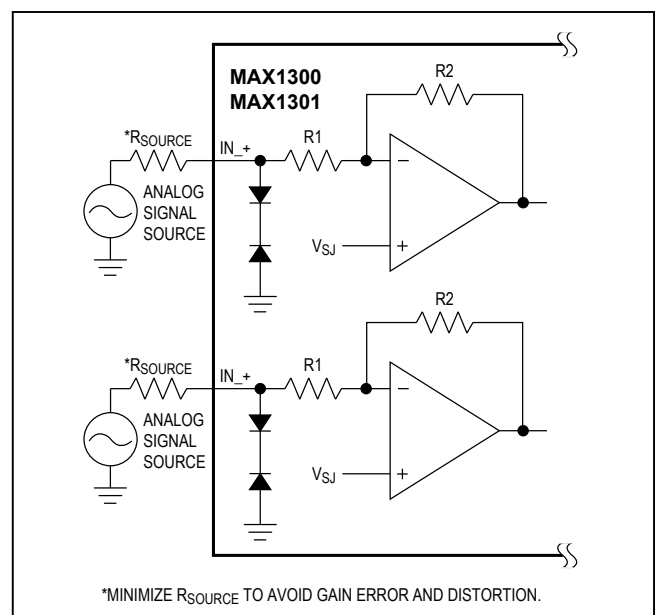 MAX1300
MAX1301
R2
*RSOURCE
IN_+
R1
ANALOG
SIGNAL
SOURCE
−
VSJ
+
R2
*RSOURCE
IN_+
R1
ANALOG
SIGNAL
SOURCE
−
VSJ
+
*MINIMIZE RSOURCE TO AVOID GAIN ERROR AND DISTORTION.